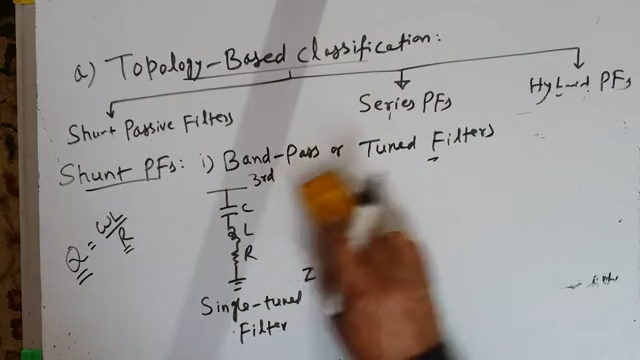 a) Topology-Based Classification:
Shunt Passive Filters
Series PFs
Hybrid PFs
Shunt PFs: i) Band-Pass or Tuned Filters
3rd
C
L
R
Q = ωL/R
Z
Single-tuned
Filter